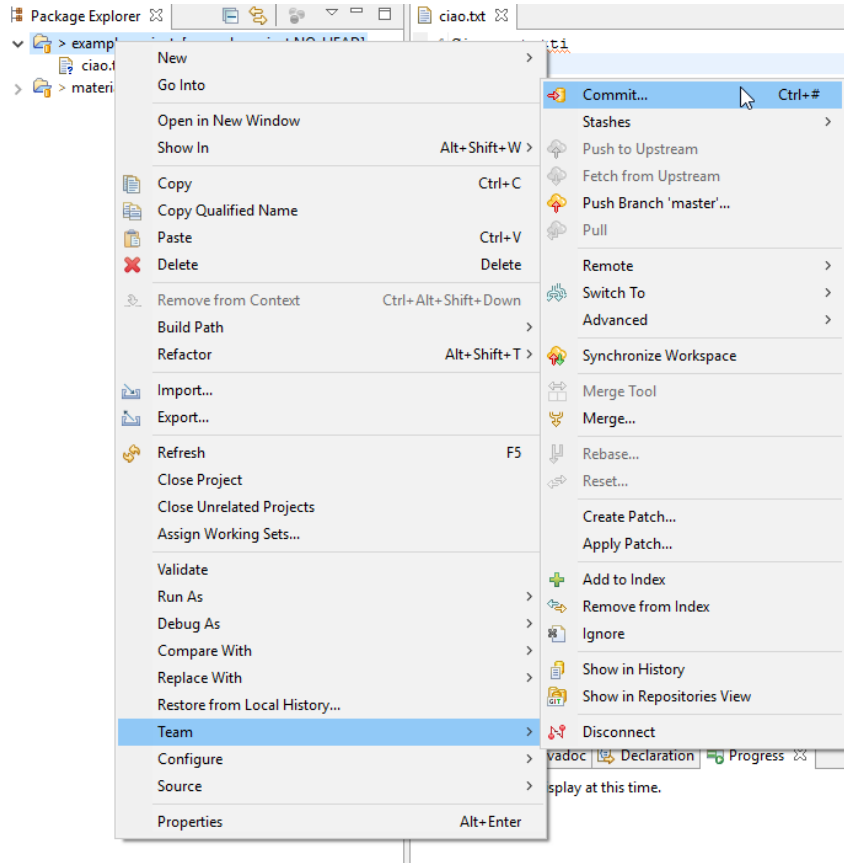 Package Explorer
ciao.txt
>
New
Go Into
Open in New Window
Show In Alt+Shift+W >
Copy Ctrl+C
Copy Qualified Name
Paste Ctrl+V
Delete Delete
Remove from Context Ctrl+Alt+Shift+Down
Build Path
Refactor Alt+Shift+T >
Import...
Export...
Refresh F5
Close Project
Close Unrelated Projects
Assign Working Sets...
Validate
Run As
Debug As
Compare With
Replace With
Restore from Local History...
Team
Configure
Source
Properties Alt+Enter
Commit... Ctrl+#
Stashes
Push to Upstream
Fetch from Upstream
Push Branch 'master'...
Pull
Remote
Switch To
Advanced
Synchronize Workspace
Merge Tool
Merge...
Rebase...
Reset...
Create Patch...
Apply Patch...
Add to Index
Remove from Index
Ignore
Show in History
GIT Show in Repositories View
Disconnect
vadoc Declaration Progress
splay at this time.